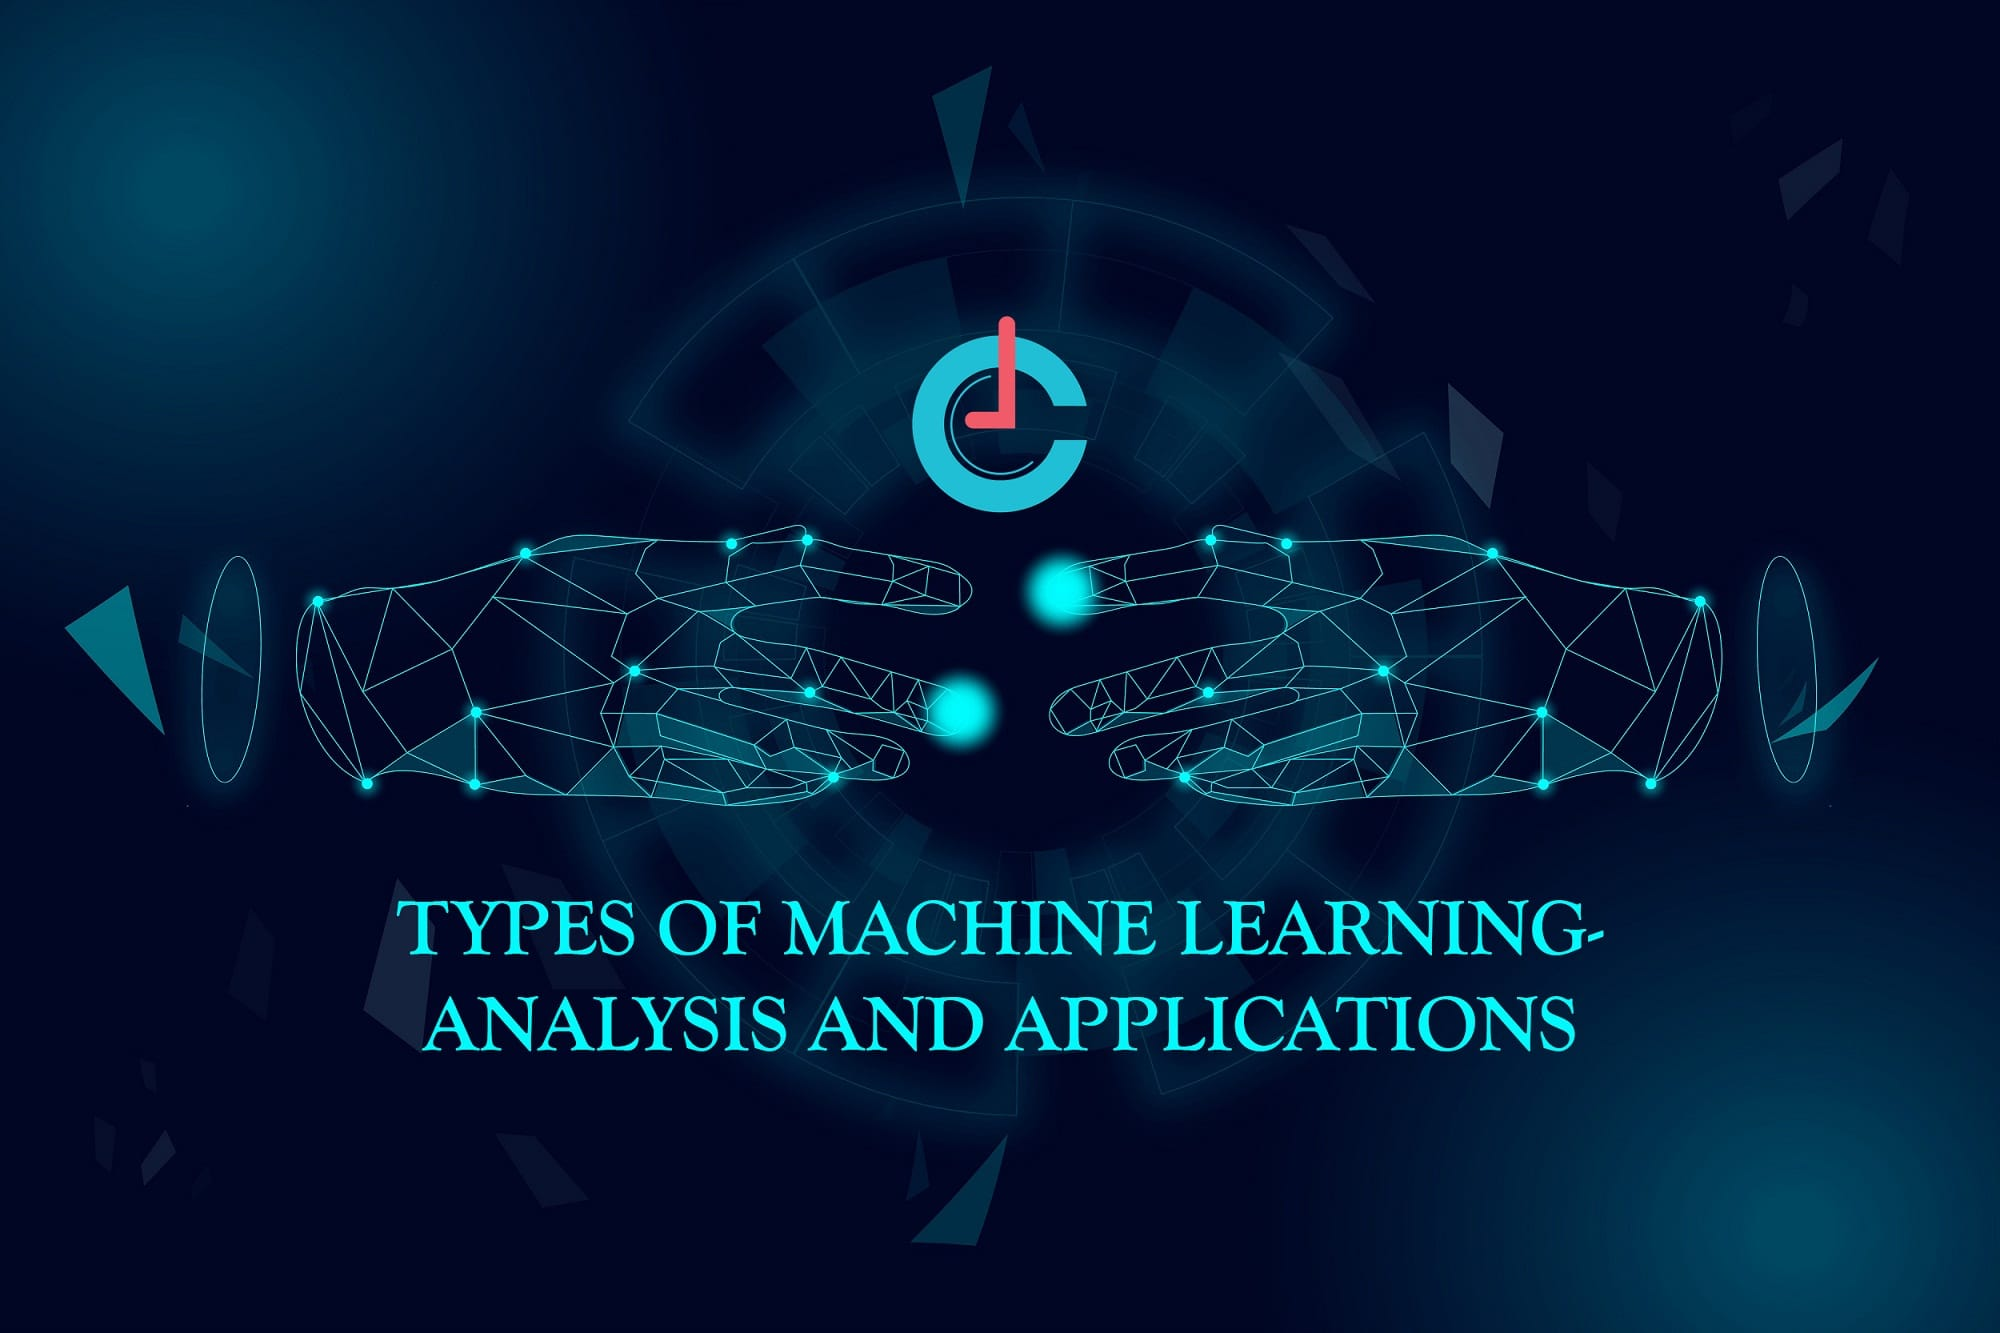 TYPES OF MACHINE LEARNING-
ANALYSIS AND APPLICATIONS